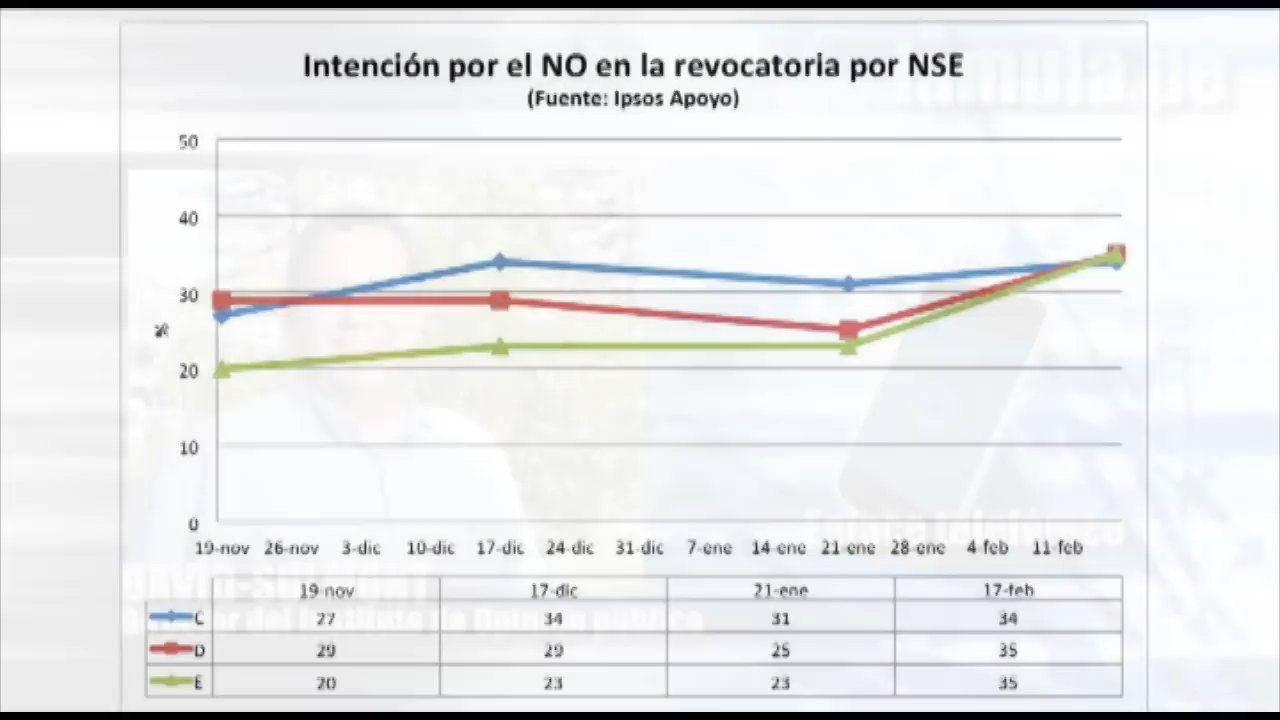 Intención por el NO en la revocatoria por NSE
(Fuente: Ipsos Apoyo)
50
40
30
%
20
10
0
19-nov 26-nov 3-dic 10-dic 17-dic 24-dic 31-dic 7-ene 14-ene 21-ene 28-ene 4 feb 11-feb
19-nov 17-dic 21-ene 17-feb
C 27 34 31 34
D 29 29 25 35
E 20 23 23 35